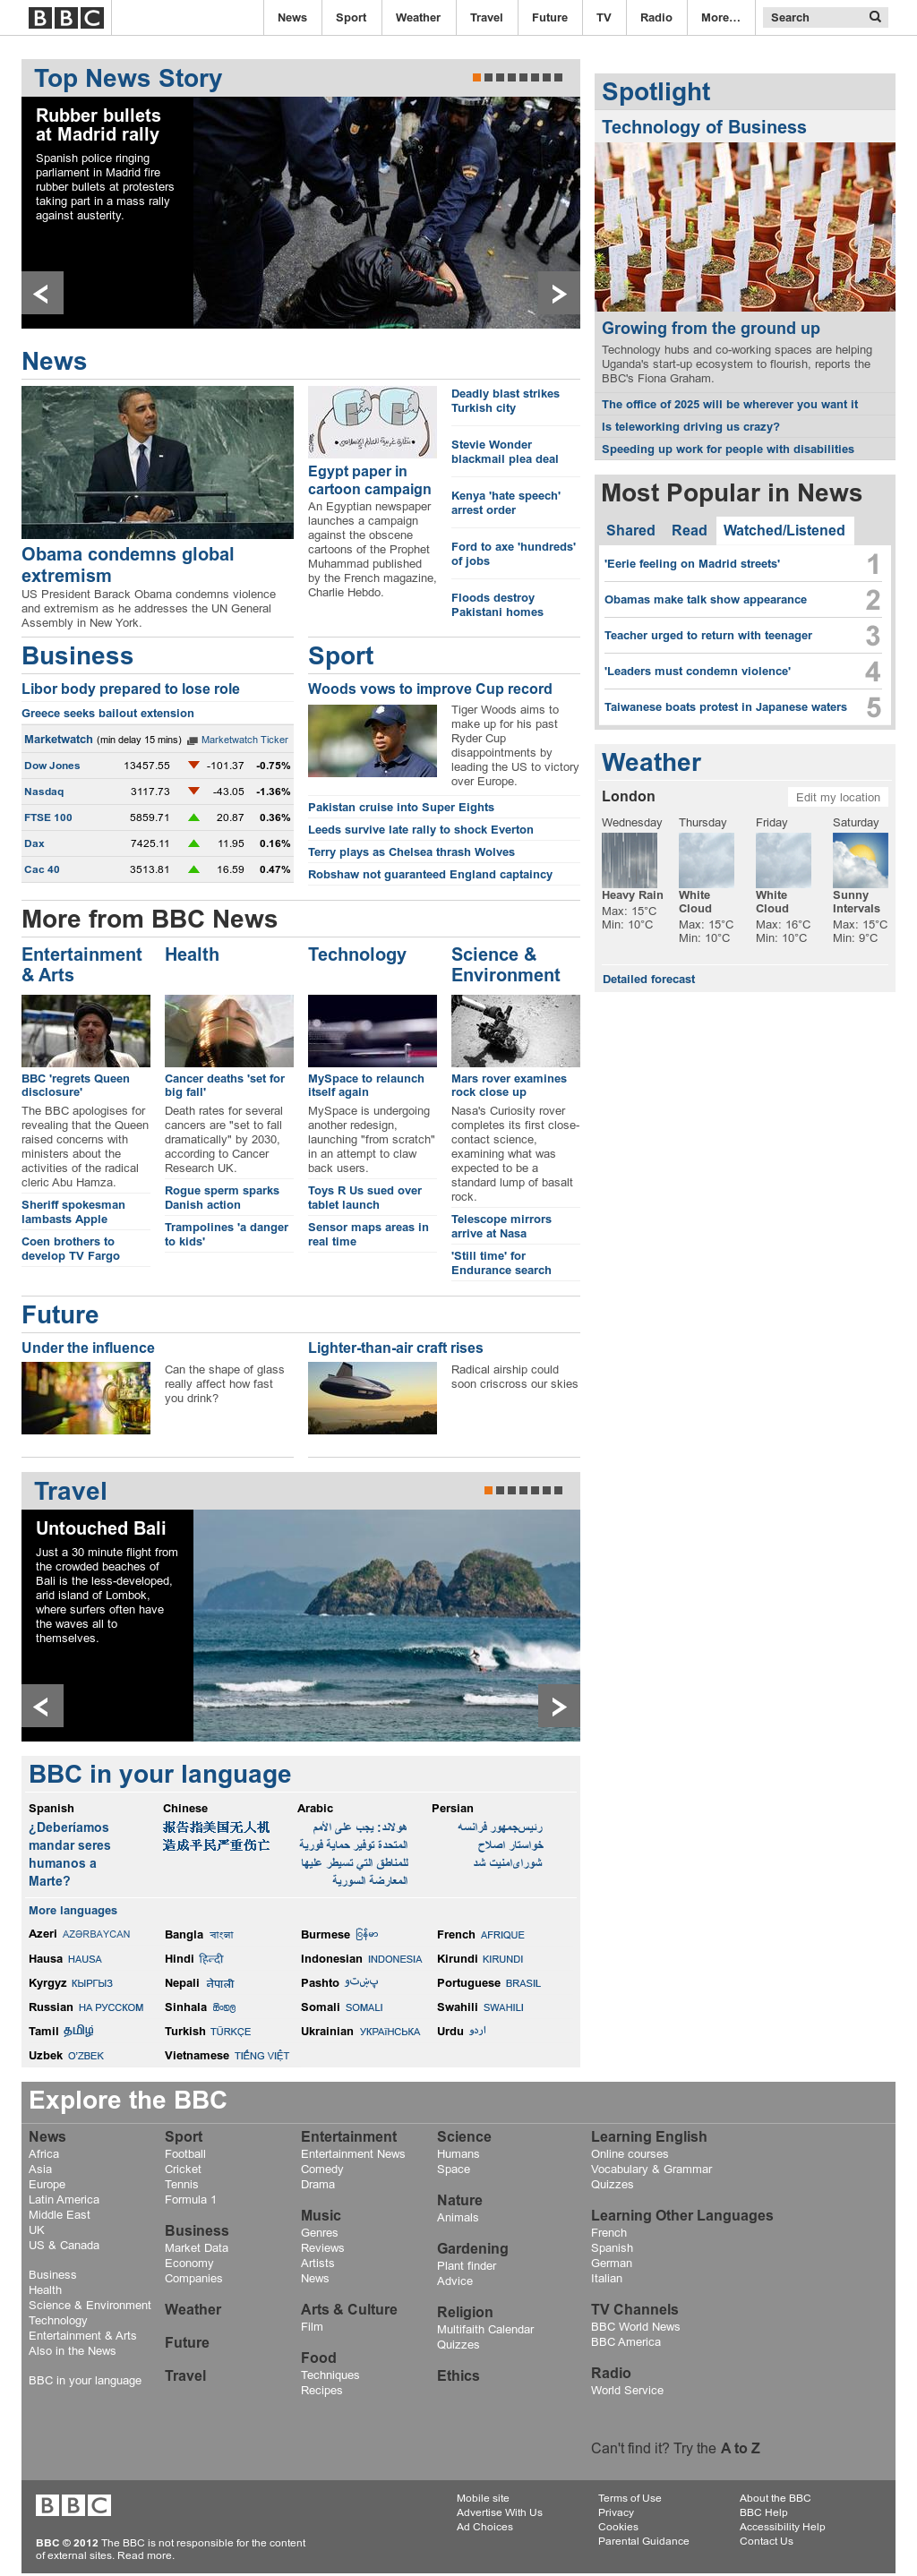 BBC
News
Sport
Weather
Travel
Future
TV
Radio
More...
Search
Top News Story
Rubber bullets
at Madrid rally
Spanish police ringing
parliament in Madrid fire
rubber bullets at protesters
taking part in a mass rally
against austerity.
Spotlight
Technology of Business
Growing from the ground up
Technology hubs and co-working spaces are helping
Uganda's start-up ecosystem to flourish, reports the
BBC's Fiona Graham.
The office of 2025 will be wherever you want it
Is teleworking driving us crazy?
Speeding up work for people with disabilities
News
Obama condemns global
extremism
US President Barack Obama condemns violence
and extremism as he addresses the UN General
Assembly in New York.
Egypt paper in
cartoon campaign
An Egyptian newspaper
launches a campaign
against the obscene
cartoons of the Prophet
Muhammad published
by the French magazine,
Charlie Hebdo.
Deadly blast strikes
Turkish city
Stevie Wonder
blackmail plea deal
Kenya 'hate speech'
arrest order
Ford to axe 'hundreds'
of jobs
Floods destroy
Pakistani homes
Most Popular in News
Shared Read Watched/Listened
'Eerie feeling on Madrid streets' 1
Obamas make talk show appearance 2
Teacher urged to return with teenager 3
'Leaders must condemn violence' 4
Taiwanese boats protest in Japanese waters 5
Business
Libor body prepared to lose role
Greece seeks bailout extension
Marketwatch (min delay 15 mins) Marketwatch Ticker
Dow Jones 13457.55 -101.37 -0.75%
Nasdaq 3117.73 -43.05 -1.36%
FTSE 100 5859.71 20.87 0.36%
Dax 7425.11 11.95 0.16%
Cac 40 3513.81 16.59 0.47%
Sport
Woods vows to improve Cup record
Tiger Woods aims to
make up for his past
Ryder Cup
disappointments by
leading the US to victory
over Europe.
Pakistan cruise into Super Eights
Leeds survive late rally to shock Everton
Terry plays as Chelsea thrash Wolves
Robshaw not guaranteed England captaincy
Weather
London
Edit my location
Wednesday
Heavy Rain
Max: 15°C
Min: 10°C
Thursday
White
Cloud
Max: 15°C
Min: 10°C
Friday
White
Cloud
Max: 16°C
Min: 10°C
Saturday
Sunny
Intervals
Max: 15°C
Min: 9°C
Detailed forecast
More from BBC News
Entertainment
& Arts
BBC 'regrets Queen
disclosure'
The BBC apologises for
revealing that the Queen
raised concerns with
ministers about the
activities of the radical
cleric Abu Hamza.
Sheriff spokesman
lambasts Apple
Coen brothers to
develop TV Fargo
Health
Cancer deaths 'set for
big fall'
Death rates for several
cancers are "set to fall
dramatically" by 2030,
according to Cancer
Research UK.
Rogue sperm sparks
Danish action
Trampolines 'a danger
to kids'
Technology
MySpace to relaunch
itself again
MySpace is undergoing
another redesign,
launching "from scratch"
in an attempt to claw
back users.
Toys R Us sued over
tablet launch
Sensor maps areas in
real time
Science &
Environment
Mars rover examines
rock close up
Nasa's Curiosity rover
completes its first close-
contact science,
examining what was
expected to be a
standard lump of basalt
rock.
Telescope mirrors
arrive at Nasa
'Still time' for
Endurance search
Future
Under the influence
Can the shape of glass
really affect how fast
you drink?
Lighter-than-air craft rises
Radical airship could
soon criscross our skies
Travel
Untouched Bali
Just a 30 minute flight from
the crowded beaches of
Bali is the less-developed,
arid island of Lombok,
where surfers often have
the waves all to
themselves.
BBC in your language
Spanish
¿Deberíamos
mandar seres
humanos a
Marte?
Chinese
报告指美国无人机
造成平民严重伤亡
Arabic
هولاند: يجب على الأمم
المتحدة توفير حماية فورية
للمناطق التي تسيطر عليها
المعارضة السورية
Persian
رئیس‌جمهور فرانسه
خواستار اصلاح
شورای‌امنیت شد
More languages
Azeri AZƏRBAYCAN
Bangla বাংলা
Burmese မြန်မာ
French AFRIQUE
Hausa HAUSA
Hindi हिन्दी
Indonesian INDONESIA
Kirundi KIRUNDI
Kyrgyz КЫРГЫЗ
Nepali नेपाली
Pashto پښتو
Portuguese BRASIL
Russian НА РУССКОМ
Sinhala සිංහල
Somali SOMALI
Swahili SWAHILI
Tamil தமிழ்
Turkish TÜRKÇE
Ukrainian УКРАїНСЬКА
Urdu اردو
Uzbek O'ZBEK
Vietnamese TIẾNG VIỆT
Explore the BBC
News
Africa
Asia
Europe
Latin America
Middle East
UK
US & Canada
Business
Health
Science & Environment
Technology
Entertainment & Arts
Also in the News
BBC in your language
Sport
Football
Cricket
Tennis
Formula 1
Business
Market Data
Economy
Companies
Weather
Future
Travel
Entertainment
Entertainment News
Comedy
Drama
Music
Genres
Reviews
Artists
News
Arts & Culture
Film
Food
Techniques
Recipes
Science
Humans
Space
Nature
Animals
Gardening
Plant finder
Advice
Religion
Multifaith Calendar
Quizzes
Ethics
Learning English
Online courses
Vocabulary & Grammar
Quizzes
Learning Other Languages
French
Spanish
German
Italian
TV Channels
BBC World News
BBC America
Radio
World Service
Can't find it? Try the A to Z
BBC
BBC © 2012 The BBC is not responsible for the content
of external sites. Read more.
Mobile site
Advertise With Us
Ad Choices
Terms of Use
Privacy
Cookies
Parental Guidance
About the BBC
BBC Help
Accessibility Help
Contact Us